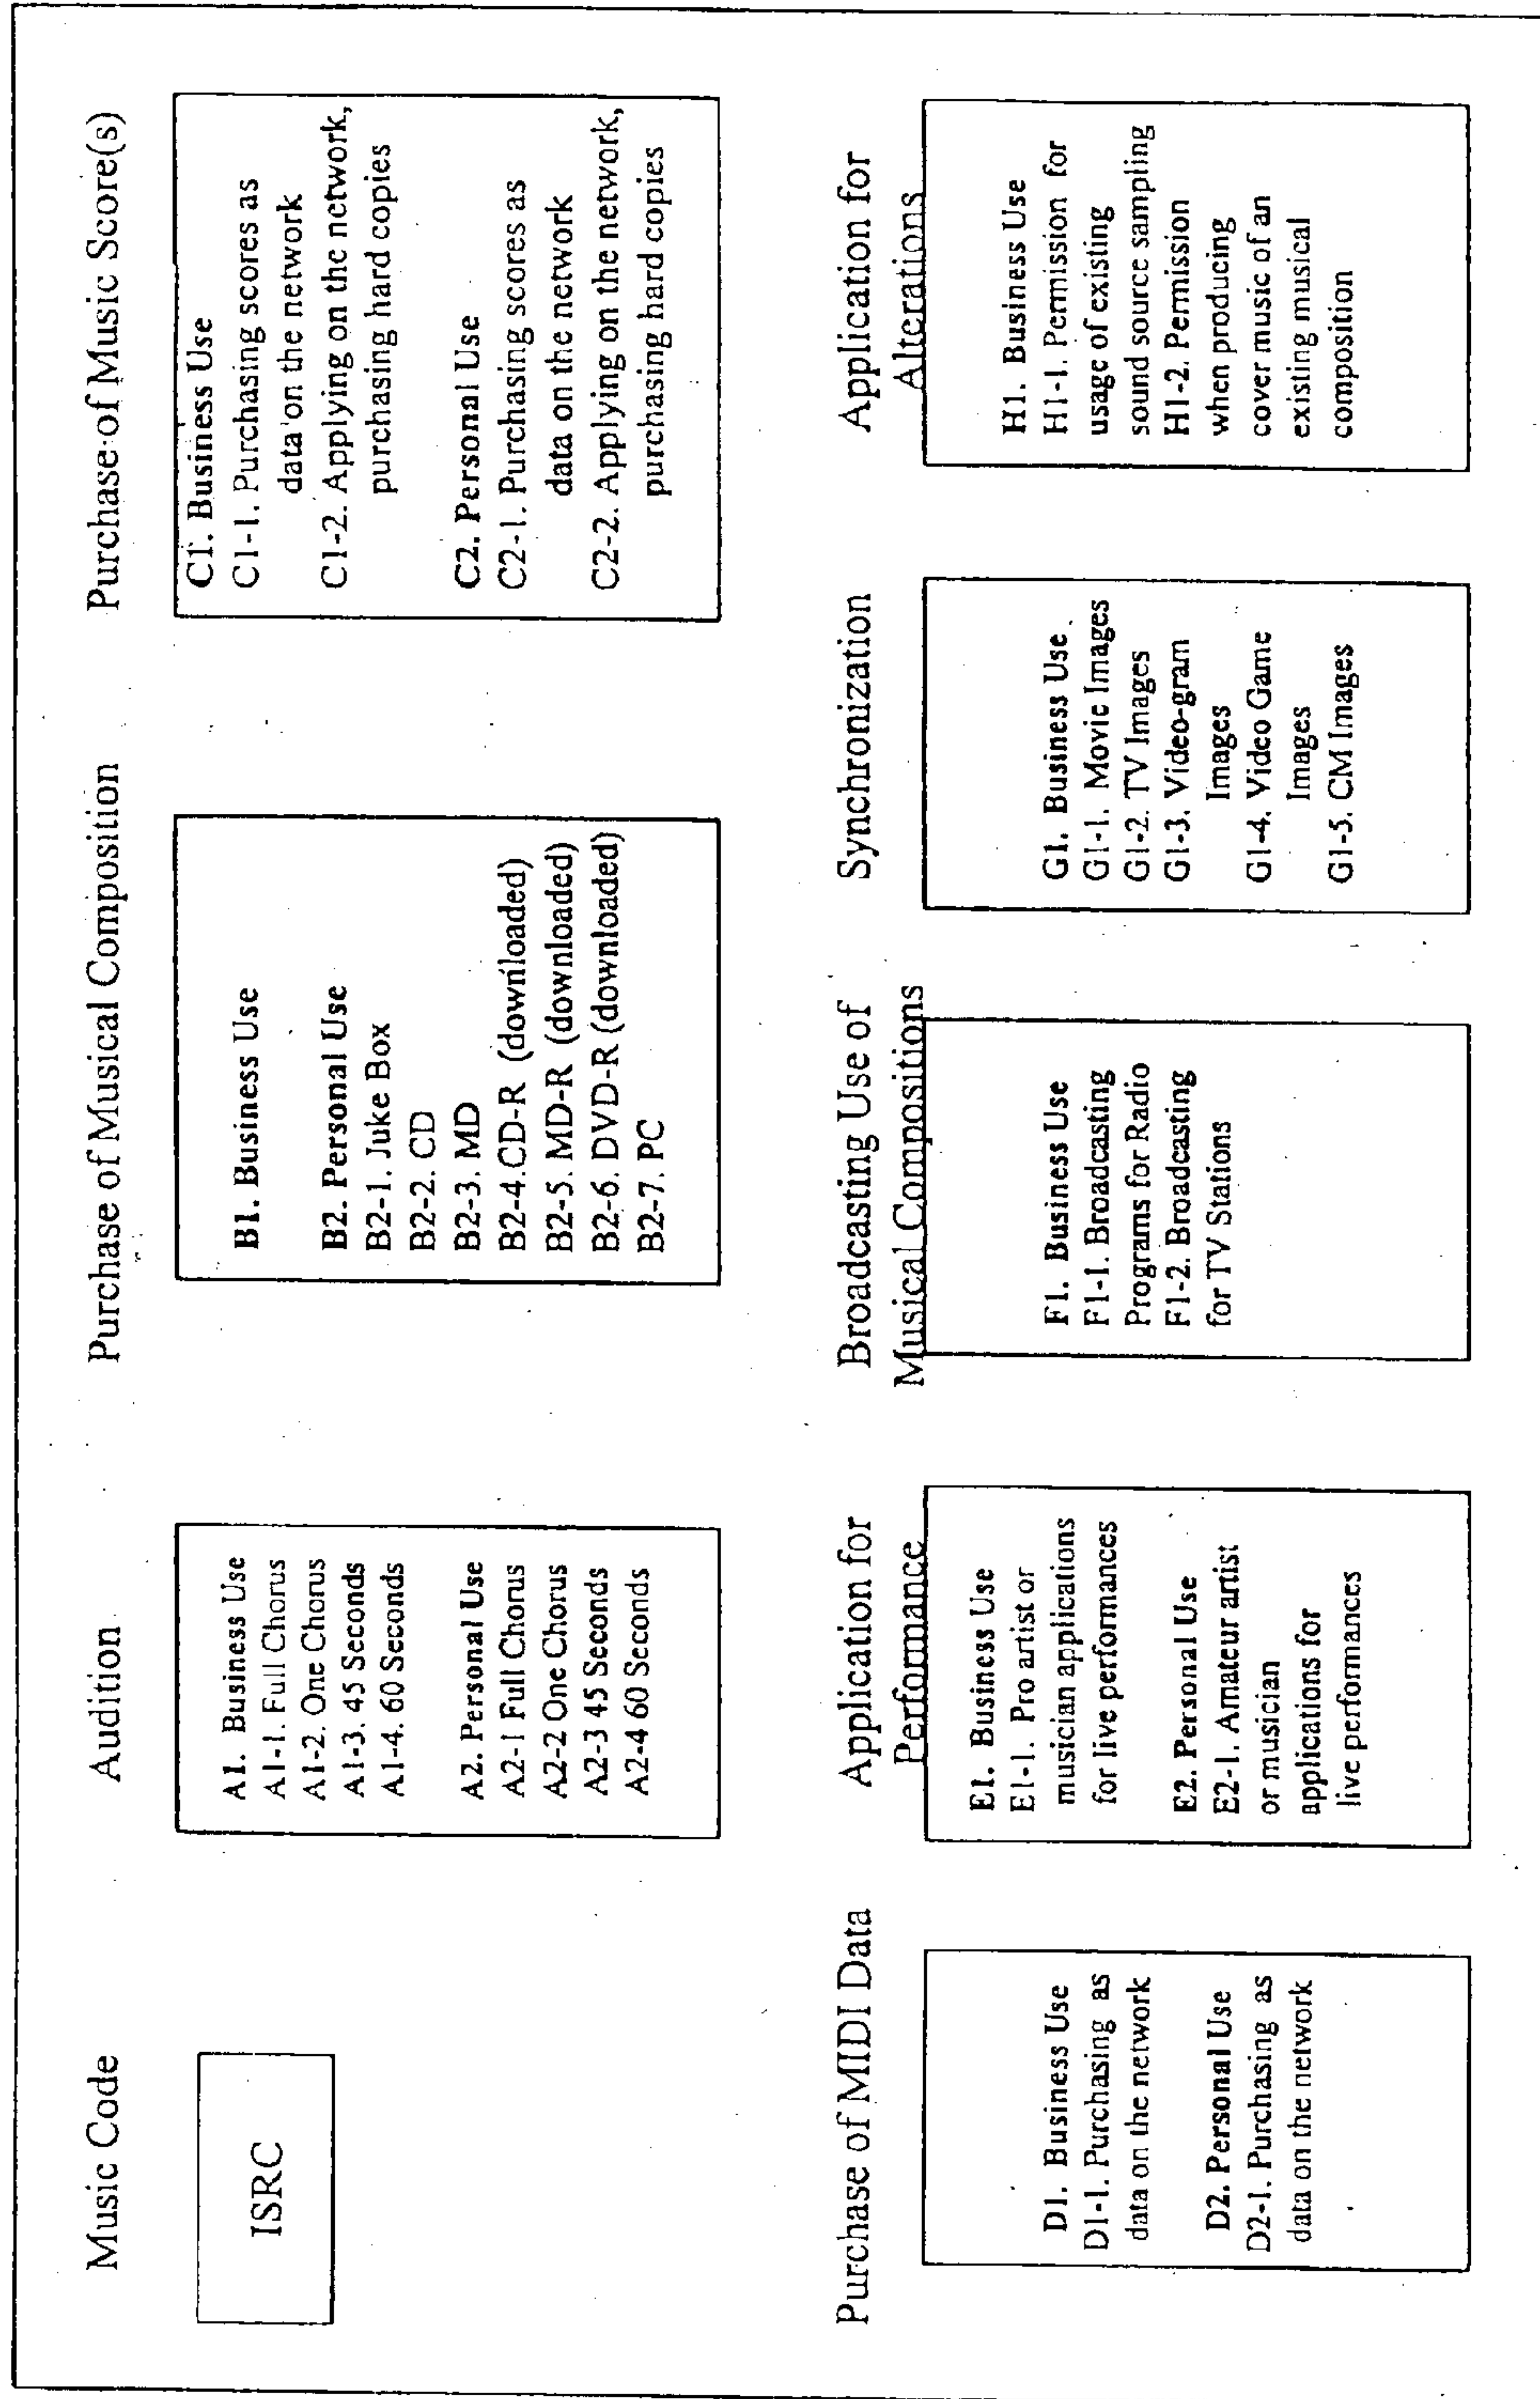 Music Code
ISRC
Audition
A1. Business Use
A1-1. Full Chorus
A1-2. One Chorus
A1-3. 45 Seconds
A1-4. 60 Seconds
A2. Personal Use
A2-1 Full Chorus
A2-2 One Chorus
A2-3 45 Seconds
A2-4 60 Seconds
Purchase of Musical Composition
B1. Business Use
B2. Personal Use
B2-1. Juke Box
B2-2. CD
B2-3. MD
B2-4. CD-R (downloaded)
B2-5. MD-R (downloaded)
B2-6. DVD-R (downloaded)
B2-7. PC
Purchase of Music Score(s)
C1. Business Use
C1-1. Purchasing scores as
data on the network
C1-2. Applying on the network,
purchasing hard copies
C2. Personal Use
C2-1. Purchasing scores as
data on the network
C2-2. Applying on the network,
purchasing hard copies
Purchase of MIDI Data
D1. Business Use
D1-1. Purchasing as
data on the network
D2. Personal Use
D2-1. Purchasing as
data on the network
Application for
Performance
E1. Business Use
E1-1. Pro artist or
musician applications
for live performances
E2. Personal Use
E2-1. Amateur artist
or musician
applications for
live performances
Broadcasting Use of
Musical Compositions
F1. Business Use
F1-1. Broadcasting
Programs for Radio
F1-2. Broadcasting
for TV Stations
Synchronization
G1. Business Use
G1-1. Movie Images
G1-2. TV Images
G1-3. Video-gram
Images
G1-4. Video Game
Images
G1-5. CM Images
Application for
Alterations
H1. Business Use
H1-1. Permission for
usage of existing
sound source sampling
H1-2. Permission
when producing
cover music of an
existing musical
composition